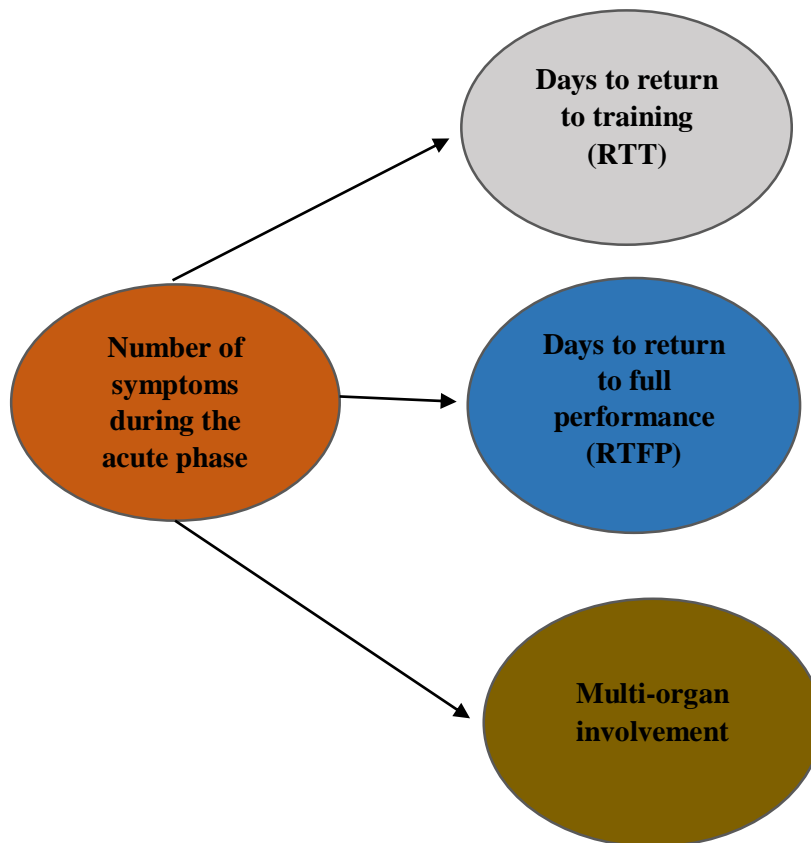 Days to return
to training
(RTT)
Number of
symptoms
during the
acute phase
Days to return
to full
performance
(RTFP)
Multi-organ
involvement